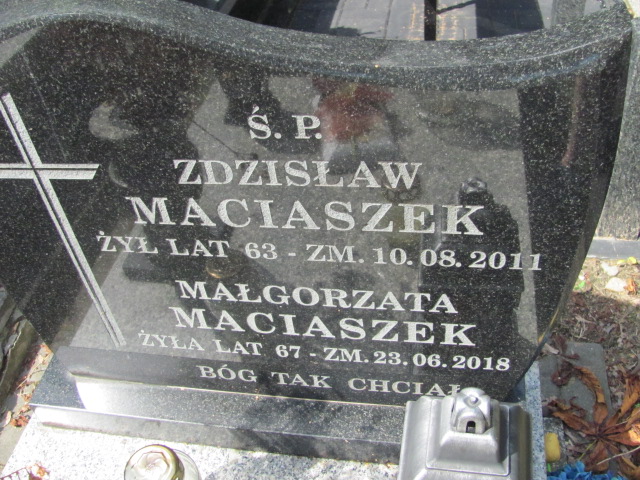 Ś. P.
ZDZISŁAW
MACIASZEK
ŻYŁ LAT 63 - ZM. 10.08.2011
MAŁGORZATA
MACIASZEK
ŻYŁA LAT 67 - ZM. 23.06.2018
BÓG TAK CHCIAŁ